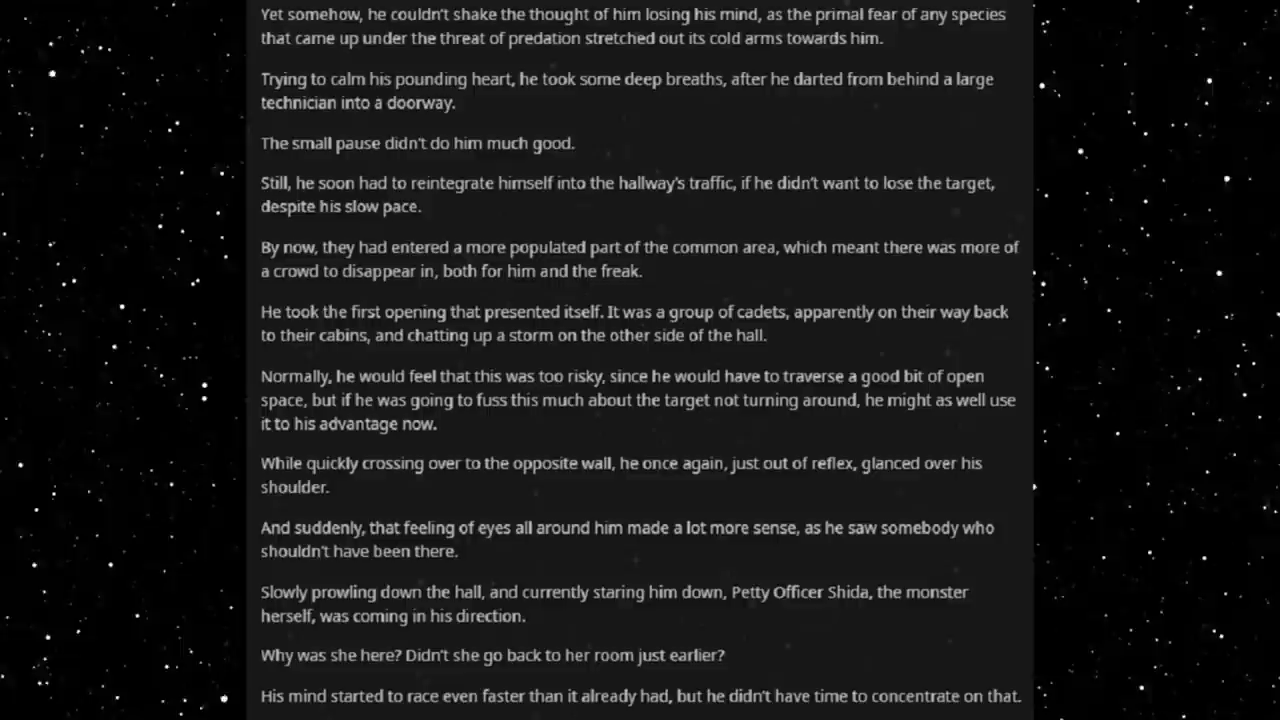 Yet somehow, he couldn't shake the thought of him losing his mind, as the primal fear of any species
that came up under the threat of predation stretched out its cold arms towards him.
Trying to calm his pounding heart, he took some deep breaths, after he darted from behind a large
technician into a doorway.
The small pause didn't do him much good.
Still, he soon had to reintegrate himself into the hallway's traffic, if he didn't want to lose the target,
despite his slow pace.
By now, they had entered a more populated part of the common area, which meant there was more of
a crowd to disappear in, both for him and the freak.
He took the first opening that presented itself. It was a group of cadets, apparently on their way back
to their cabins, and chatting up a storm on the other side of the hall.
Normally, he would feel that this was too risky, since he would have to traverse a good bit of open
space, but if he was going to fuss this much about the target not turning around, he might as well use
it to his advantage now.
While quickly crossing over to the opposite wall, he once again, just out of reflex, glanced over his
shoulder.
And suddenly, that feeling of eyes all around him made a lot more sense, as he saw somebody who
shouldn't have been there.
Slowly prowling down the hall, and currently staring him down, Petty Officer Shida, the monster
herself, was coming in his direction.
Why was she here? Didn't she go back to her room just earlier?
His mind started to race even faster than it already had, but he didn't have time to concentrate on that.